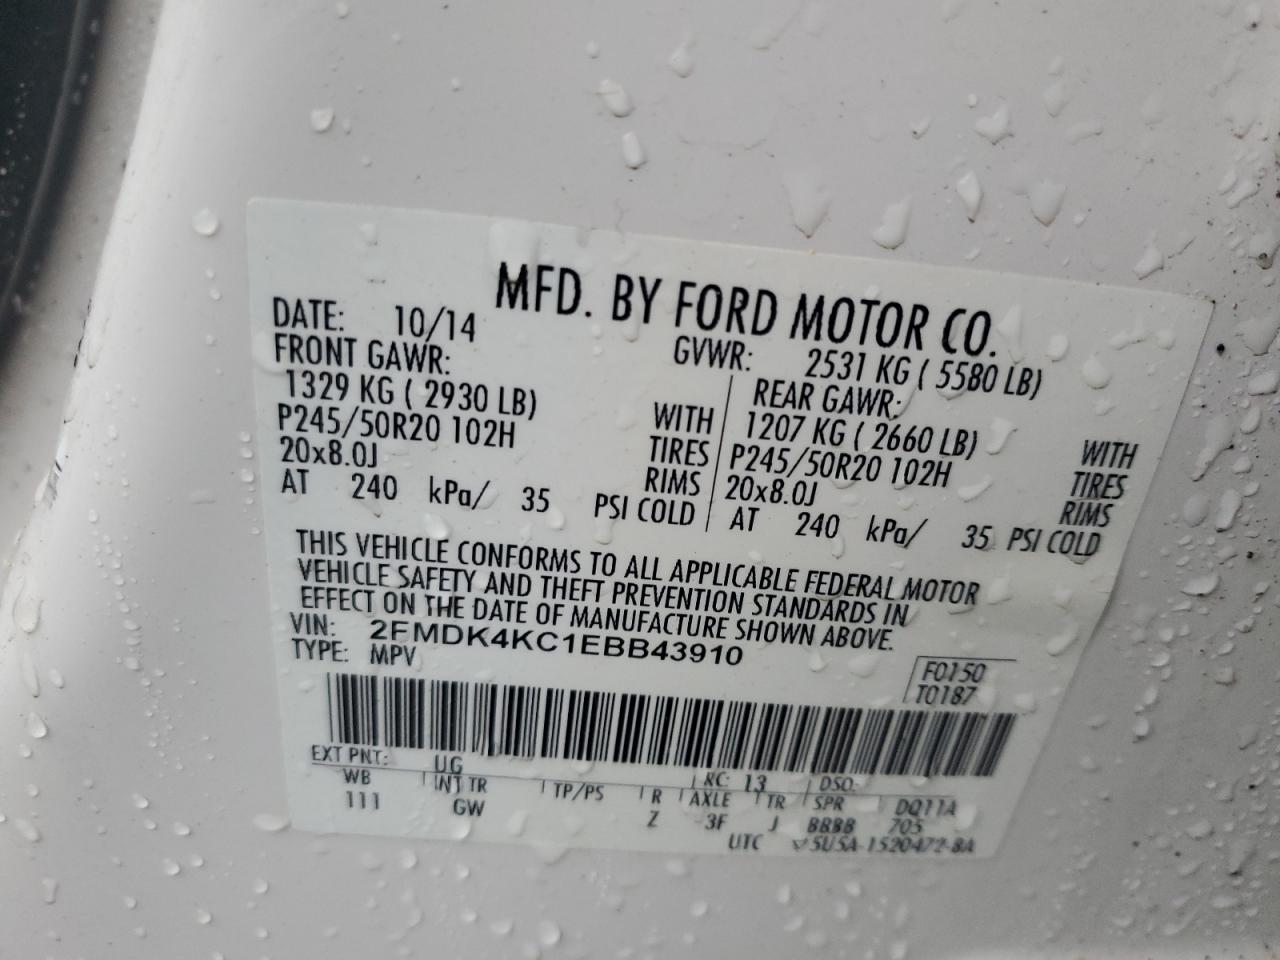 MFD. BY FORD MOTOR CO.
DATE: 10/14 GVWR: 2531 KG ( 5580 LB)
FRONT GAWR: REAR GAWR:
1329 KG ( 2930 LB) WITH 1207 KG ( 2660 LB) WITH
P245/50R20 102H TIRES P245/50R20 102H TIRES
20x8.0J RIMS 20x8.0J RIMS
AT 240 kPa/ 35 PSI COLD AT 240 kPa/ 35 PSI COLD
THIS VEHICLE CONFORMS TO ALL APPLICABLE FEDERAL MOTOR
VEHICLE SAFETY AND THEFT PREVENTION STANDARDS IN
EFFECT ON THE DATE OF MANUFACTURE SHOWN ABOVE.
VIN: 2FMDK4KC1EBB43910
TYPE: MPV
F0150
T0187
EXT PNT: UG RC: 13 DSO:
WB INT TR TP/PS R AXLE TR SPR DQ11A
111 GW Z 3F J BBBB 705
UTC 5U5A-1520472-BA